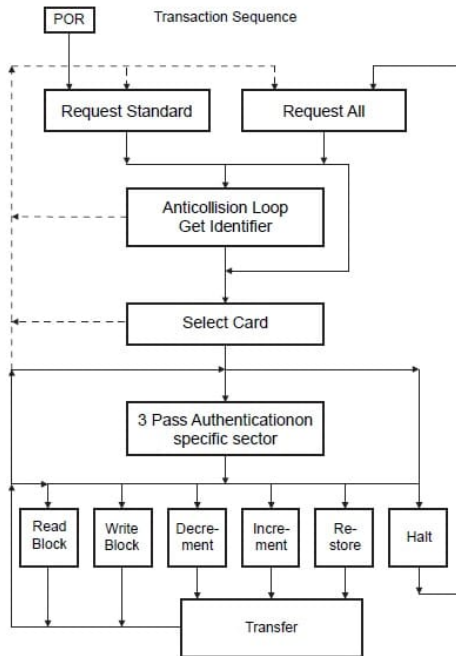 POR
Transaction Sequence
Request Standard
Request All
Anticollision Loop
Get Identifier
Select Card
3 Pass Authenticationon
specific sector
Read
Block
Write
Block
Decre-
ment
Incre-
ment
Re-
store
Halt
Transfer